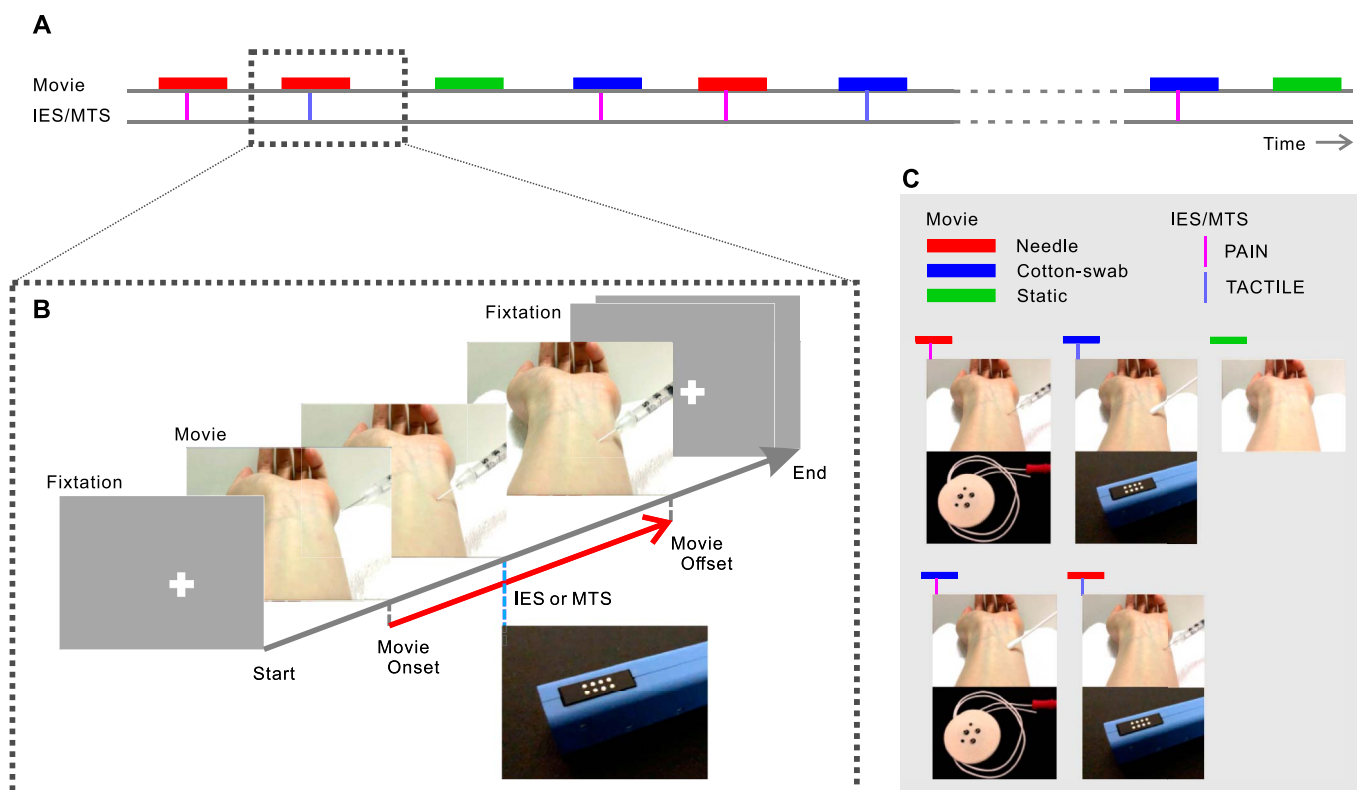 A
Movie
IES/MTS
Time
B
Fixtation
Movie
Fixtation
Start
Movie
Onset
IES or MTS
Movie
Offset
End
C
Movie
Needle
Cotton-swab
Static
IES/MTS
PAIN
TACTILE